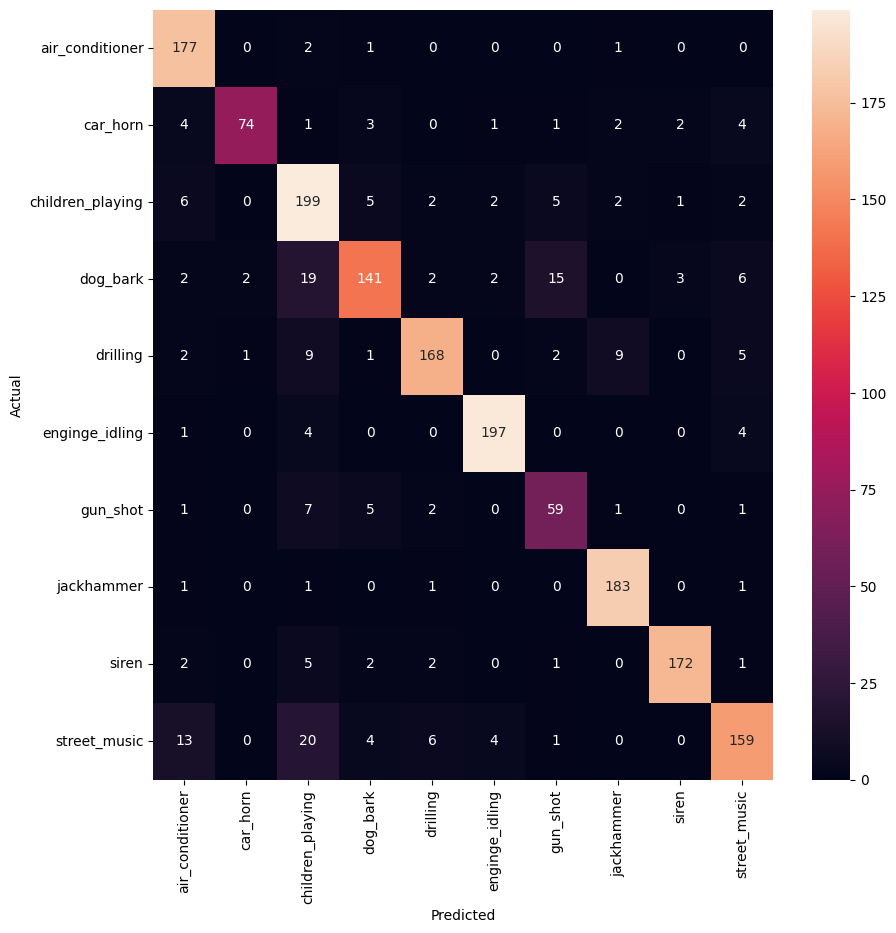 air_conditioner 177 0 2 1 0 0 1 0 0
car_horn 4 74 1 3 0 1 1 2 2 4
children_playing 6 0 199 5 2 2 5 2 1 2
dog_bark 2 2 19 141 2 2 15 0 3 6
drilling 2 1 9 1 168 0 2 9 0 5
enginge_idling 1 0 4 0 0 197 0 0 0 4
gun_shot 1 0 7 5 2 0 59 1 0 1
jackhammer 1 0 1 0 1 0 0 183 0 1
siren 2 0 5 2 2 0 1 0 172 1
street_music 13 0 20 4 6 4 1 0 0 159
air_conditioner car_horn children_playing dog_bark drilling enginge_idling gun_shot jackhammer siren street_music
Predicted
Actual
175
150
125
100
75
50
25
0